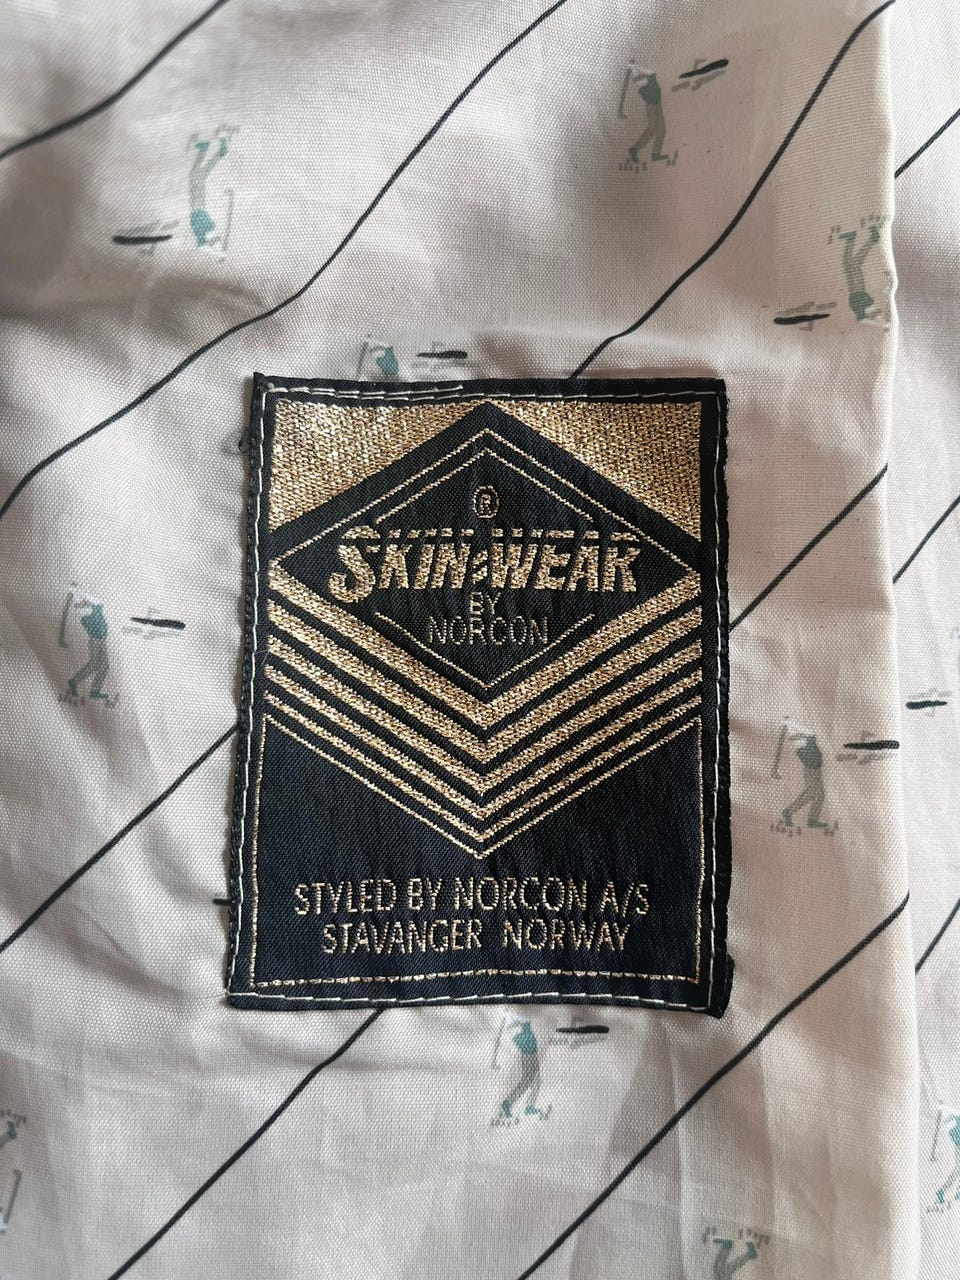 ®
SKIN-WEAR
BY
NORCON
STYLED BY NORCON A/S
STAVANGER NORWAY